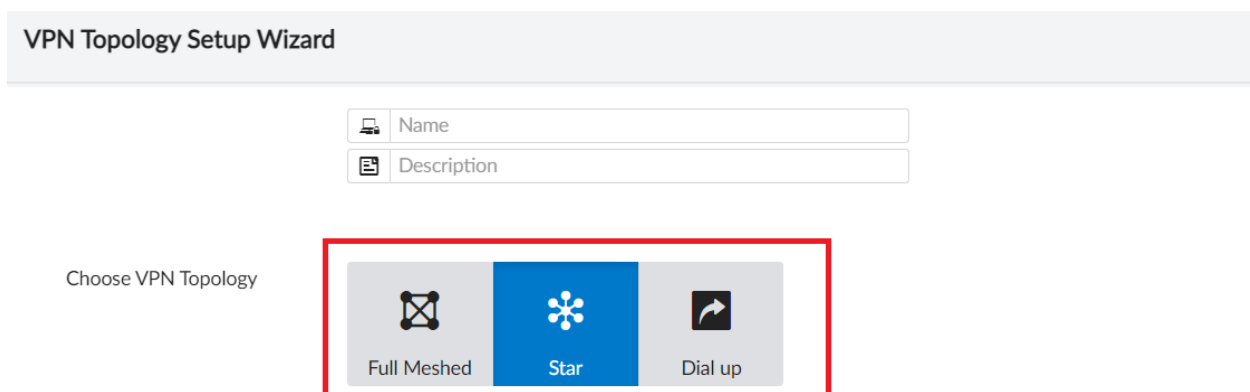 VPN Topology Setup Wizard
Name
Description
Choose VPN Topology
Full Meshed Star Dial up